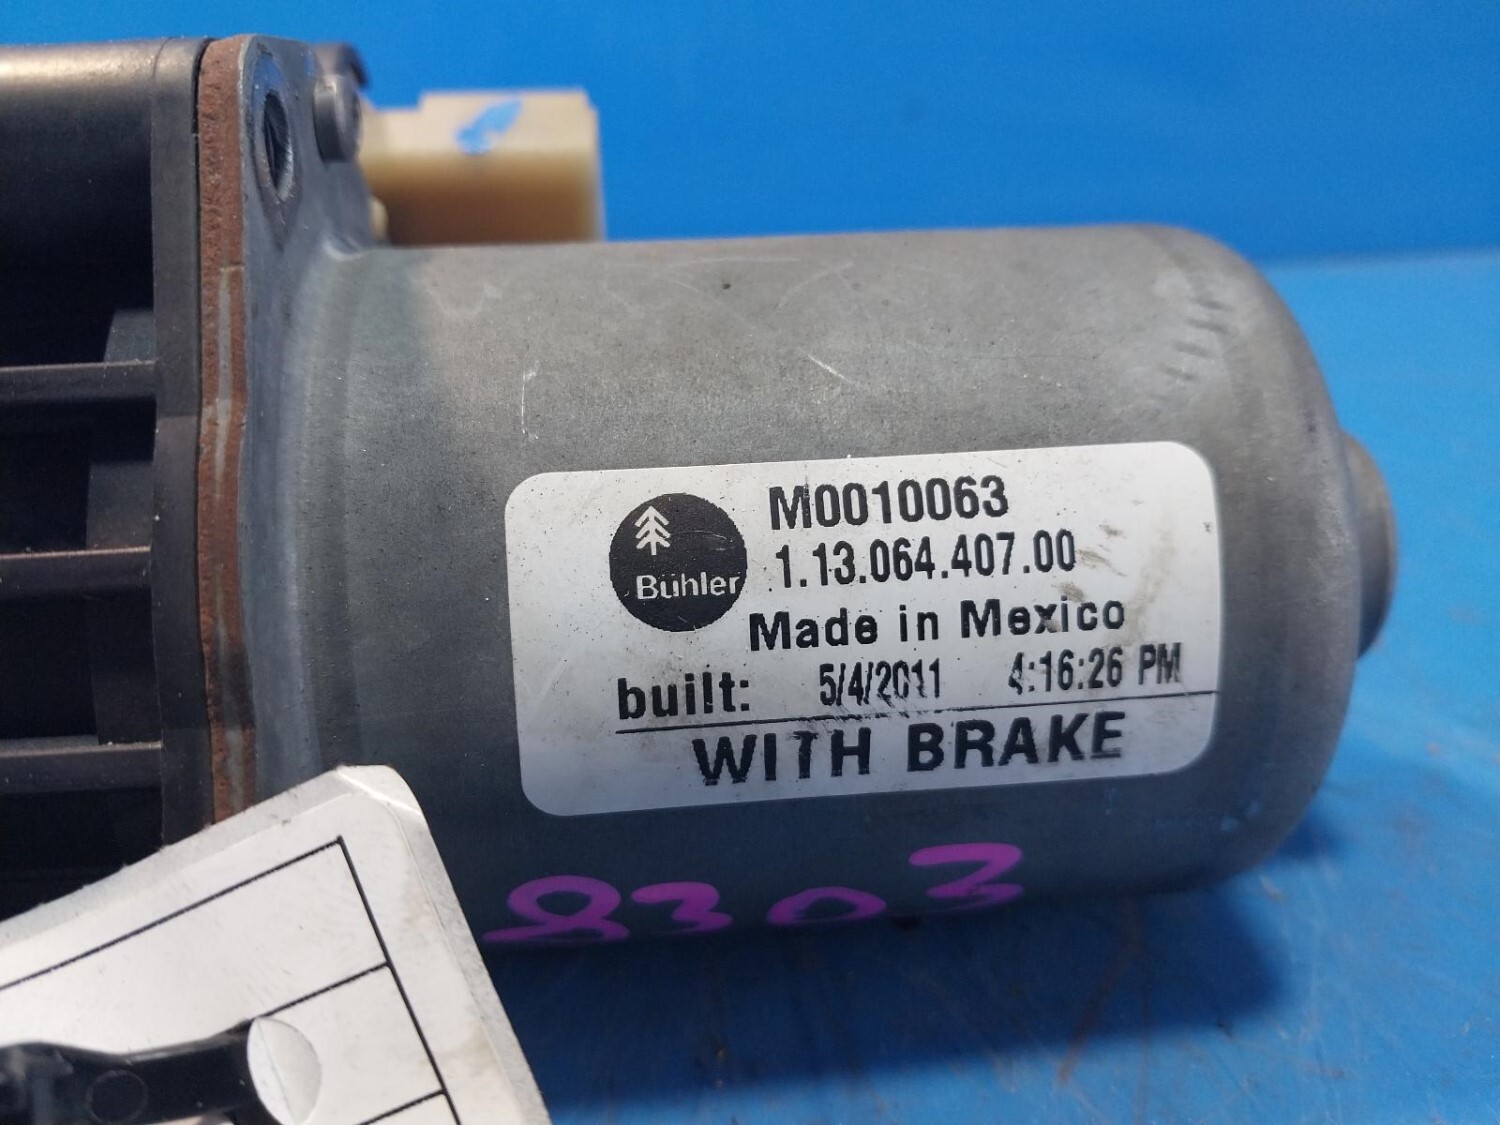 M0010063
1.13.064.407.00
Bühler
Made in Mexico
built: 5/4/2011 4:16:26 PM
WITH BRAKE
8303